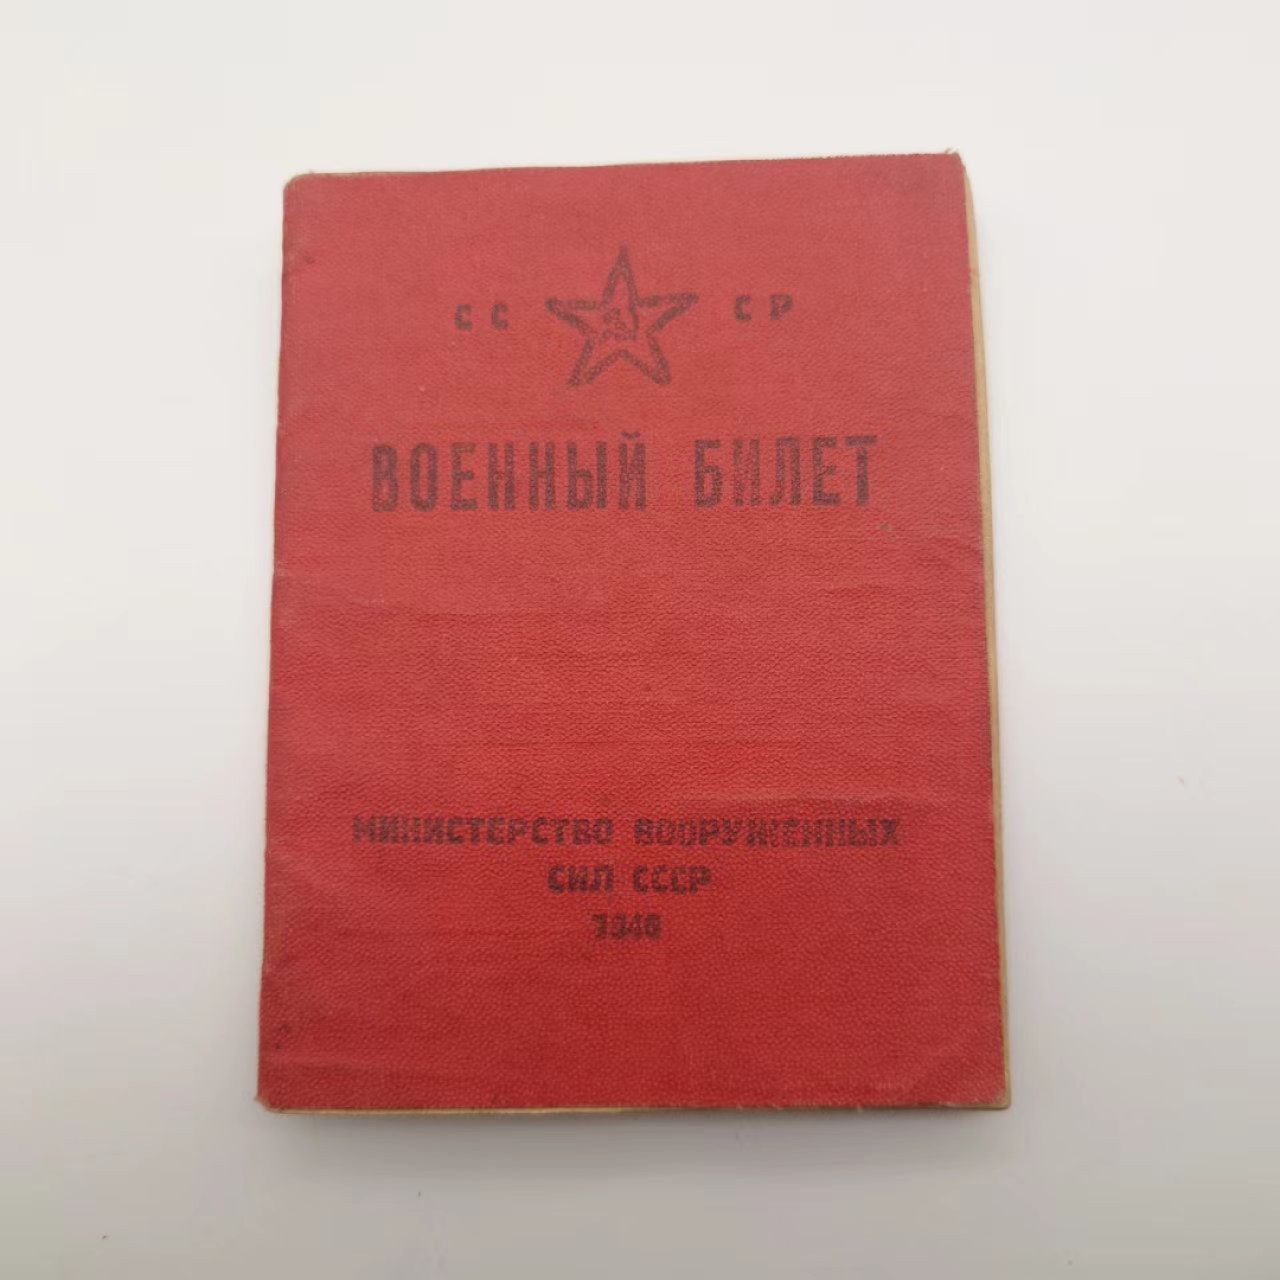 СС СР
ВОЕННЫЙ БИЛЕТ
МИНИСТЕРСТВО ВООРУЖЕННЫХ
СИЛ СССР